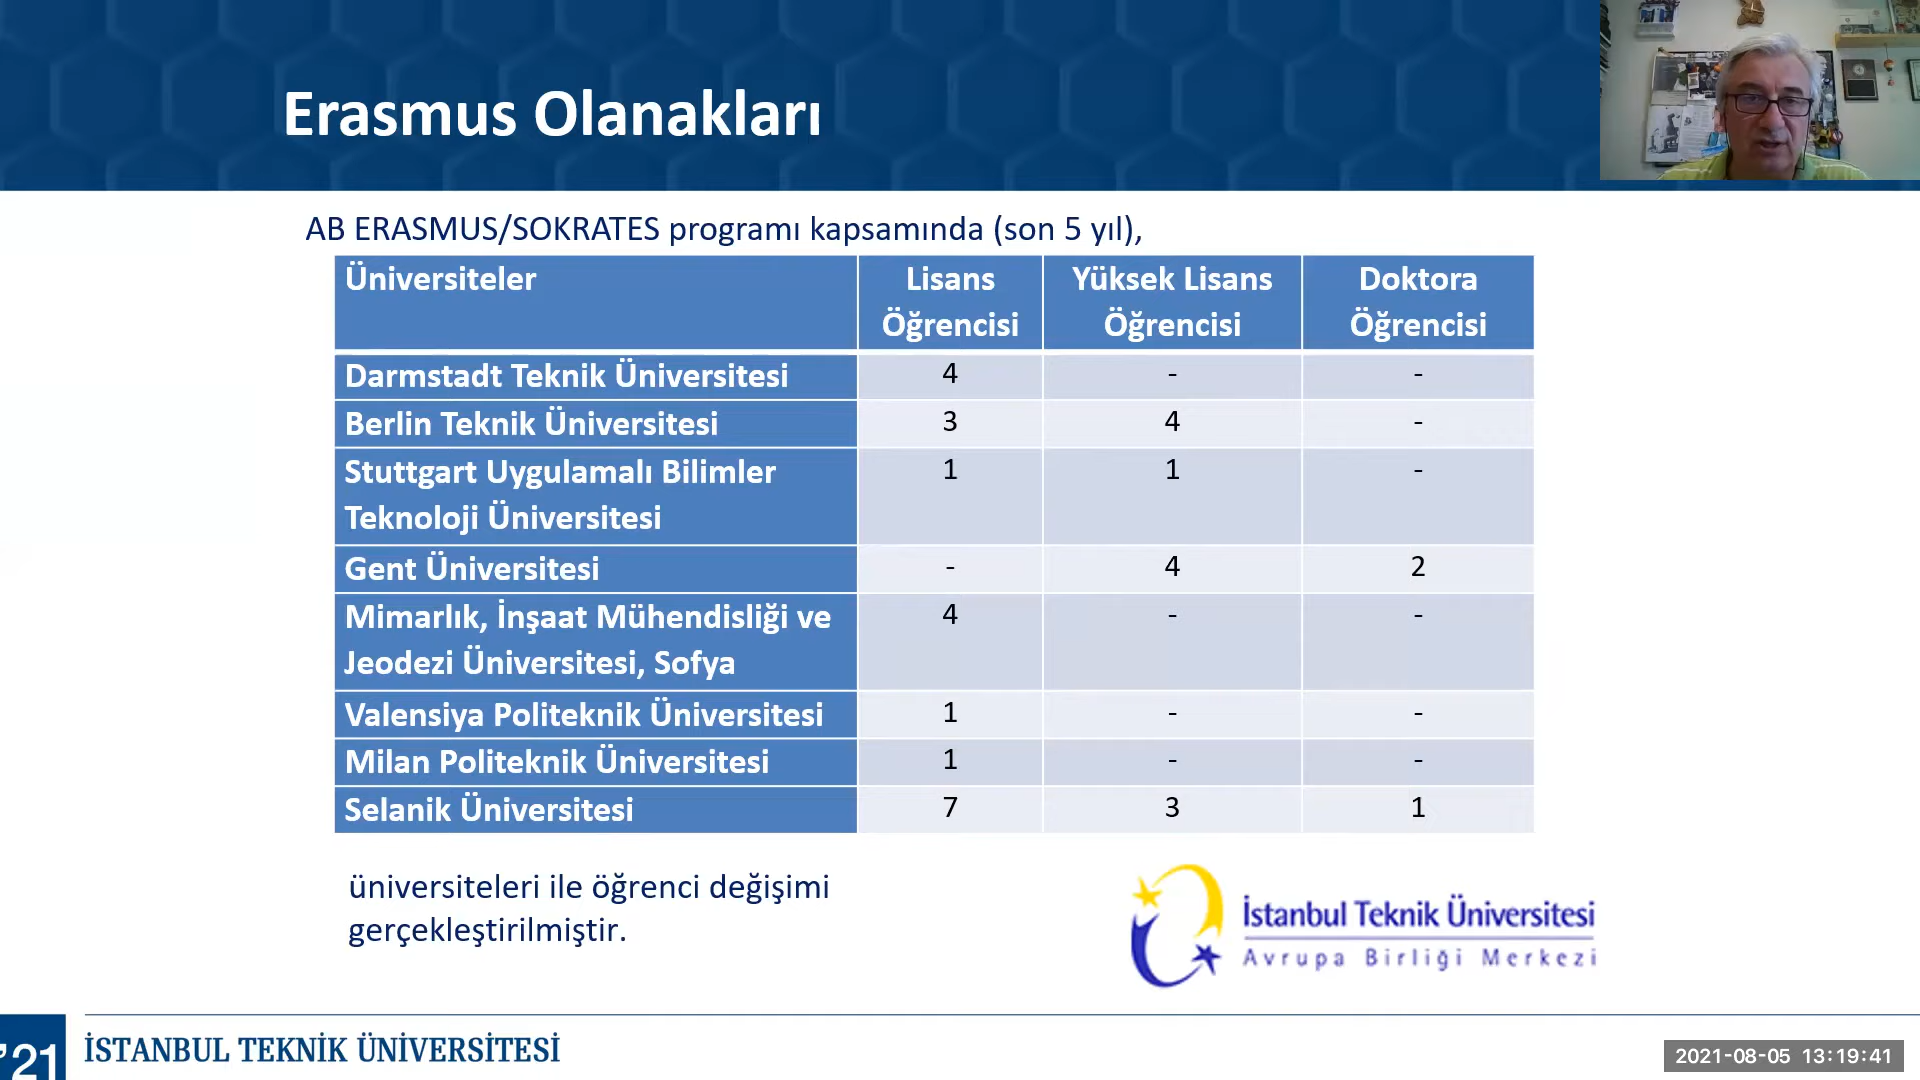 Erasmus Olanakları
AB ERASMUS/SOKRATES programı kapsamında (son 5 yıl),
Üniversiteler Lisans Öğrencisi Yüksek Lisans Öğrencisi Doktora Öğrencisi
Darmstadt Teknik Üniversitesi 4 - -
Berlin Teknik Üniversitesi 3 4 -
Stuttgart Uygulamalı Bilimler 1 1 -
Teknoloji Üniversitesi
Gent Üniversitesi - 4 2
Mimarlık, İnşaat Mühendisliği ve 4 - -
Jeodezi Üniversitesi, Sofya
Valensiya Politeknik Üniversitesi 1 - -
Milan Politeknik Üniversitesi 1 - -
Selanik Üniversitesi 7 3 1
üniversiteleri ile öğrenci değişimi
gerçekleştirilmiştir.
İstanbul Teknik Üniversitesi
Avrupa Birliği Merkezi
'21 İSTANBUL TEKNİK ÜNİVERSİTESİ
2021-08-05 13:19:41